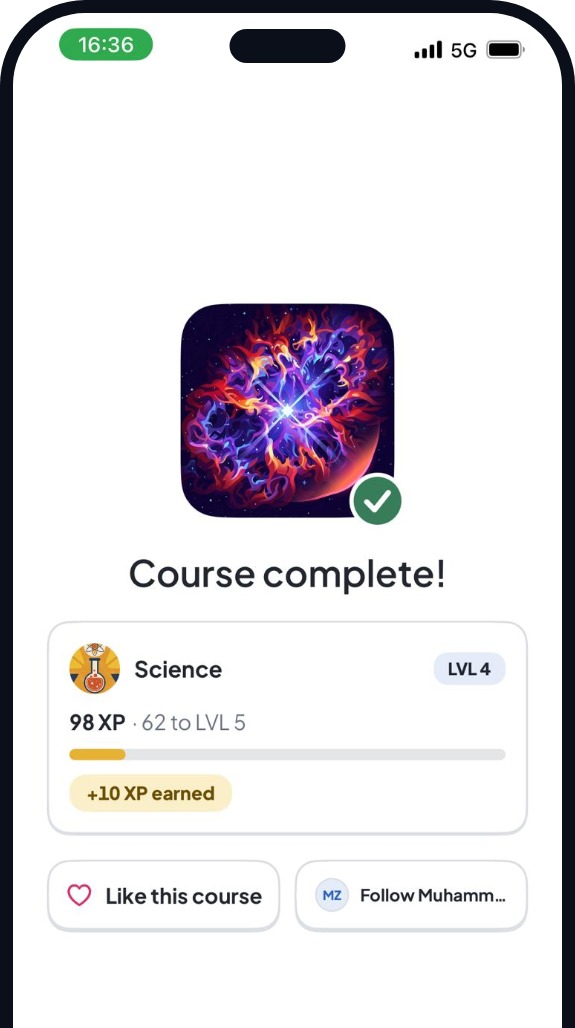 16:36
5G
Course complete!
Science
LVL 4
98 XP · 62 to LVL 5
+10 XP earned
Like this course
MZ
Follow Muhamm...